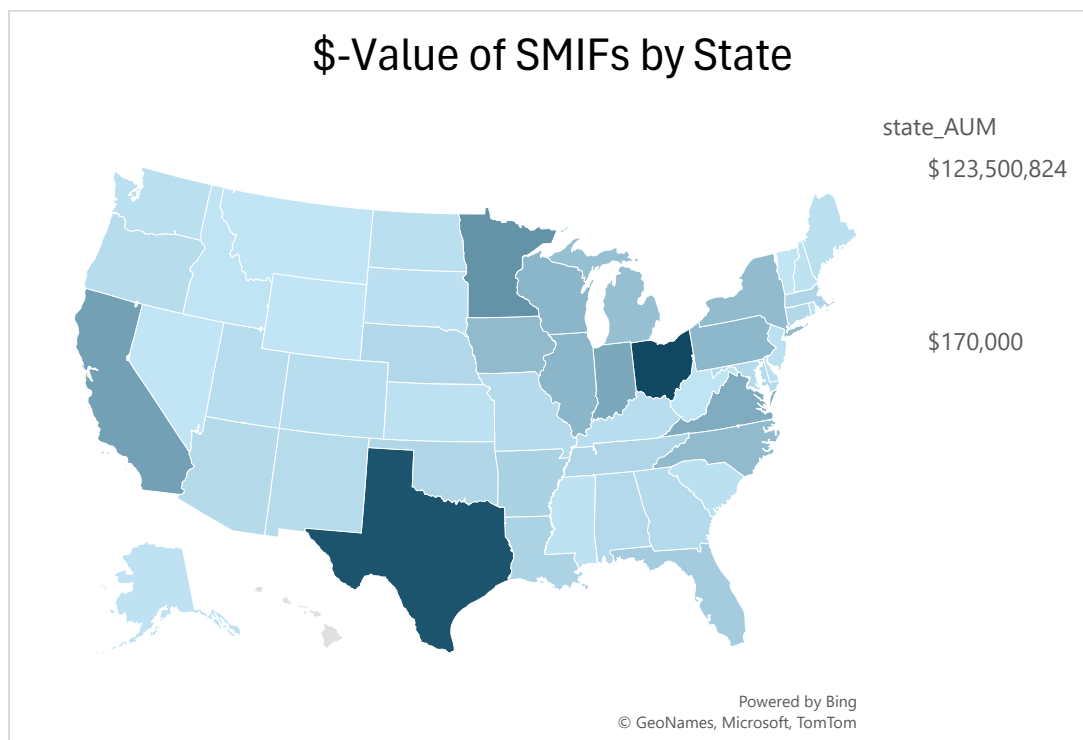 $-Value of SMIFs by State
state_AUM
$123,500,824
$170,000
Powered by Bing
© GeoNames, Microsoft, TomTom